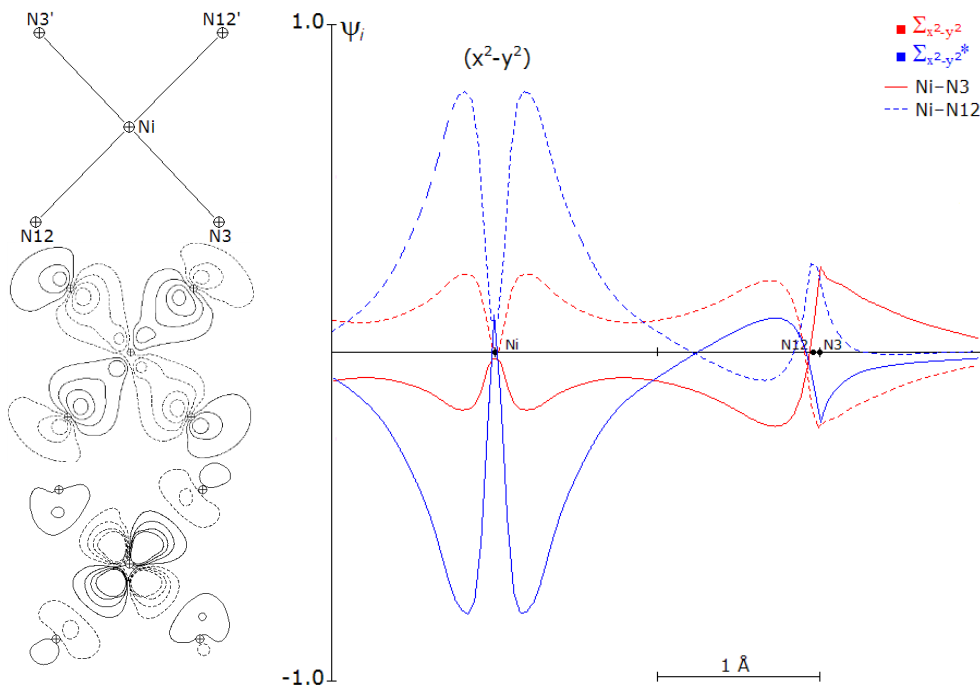 N3' N12'
Ni
N12 N3
1.0
Ψi
(x²-y²)
Σx²-y²
Σx²-y²*
Ni-N3
Ni-N12
Ni N12 N3
1 Å
-1.0